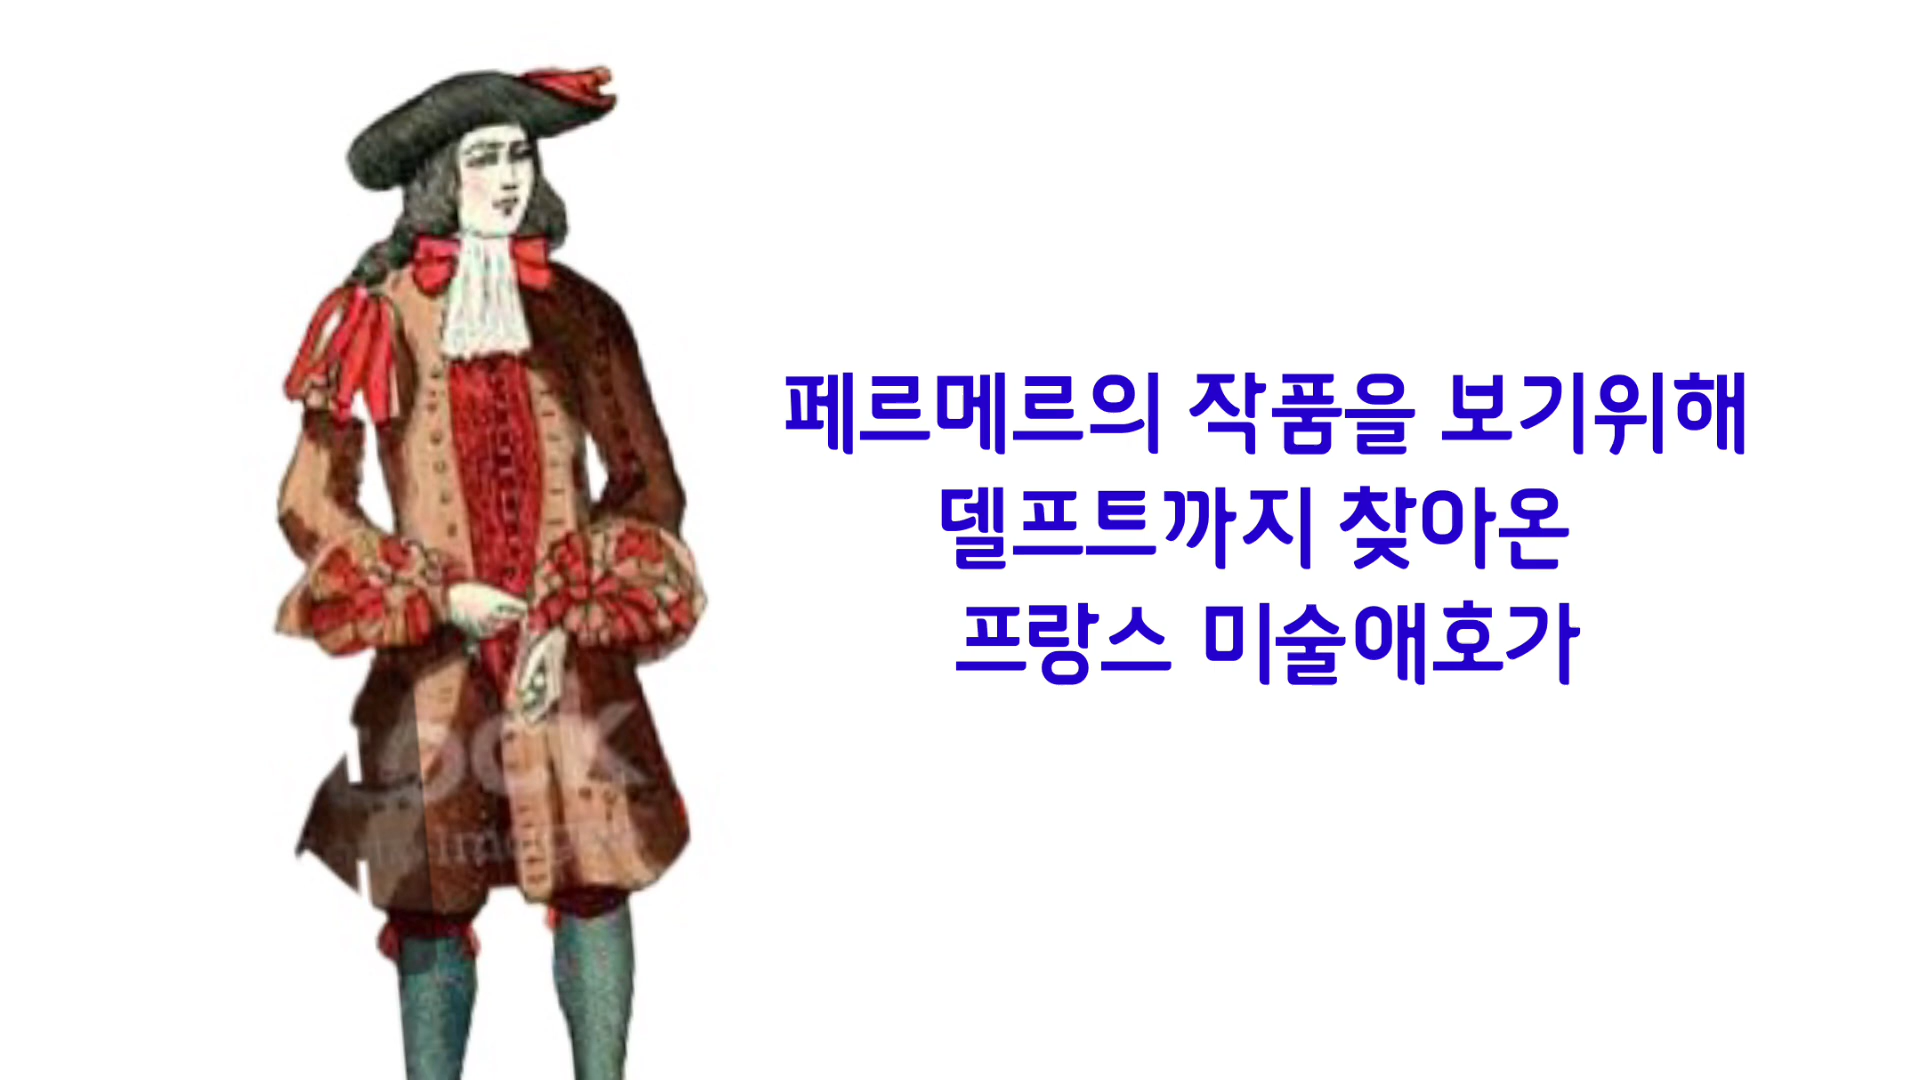 페르메르의 작품을 보기위해
델프트까지 찾아온
프랑스 미술애호가